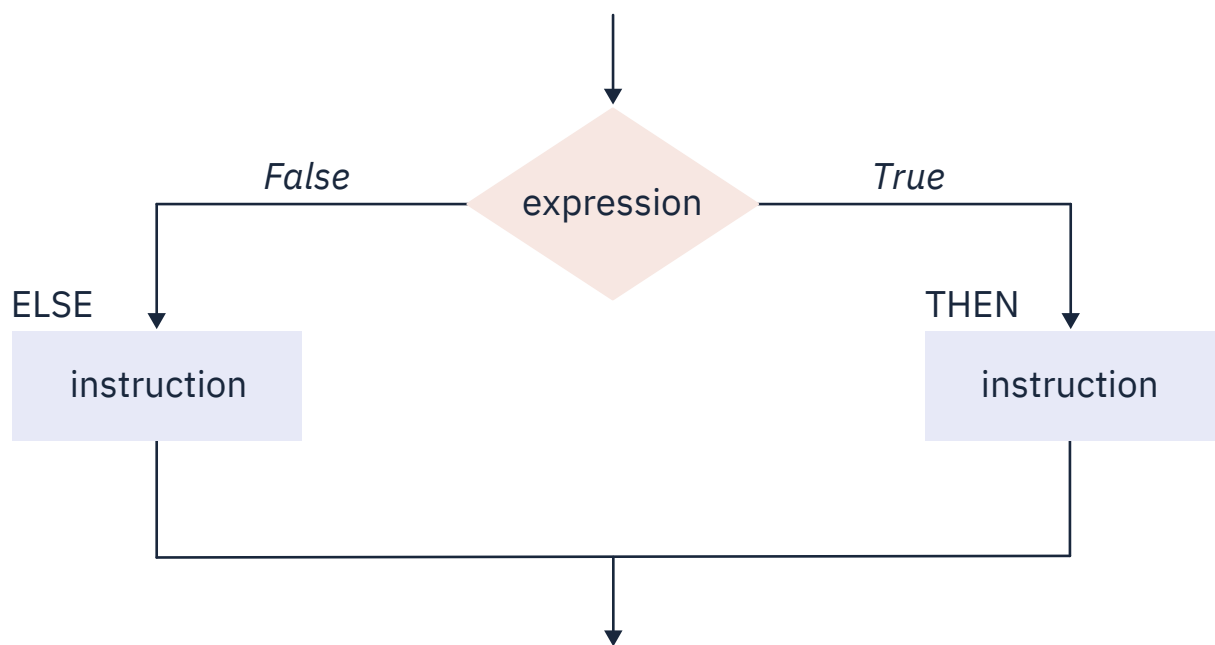 False
True
expression
ELSE
THEN
instruction
instruction